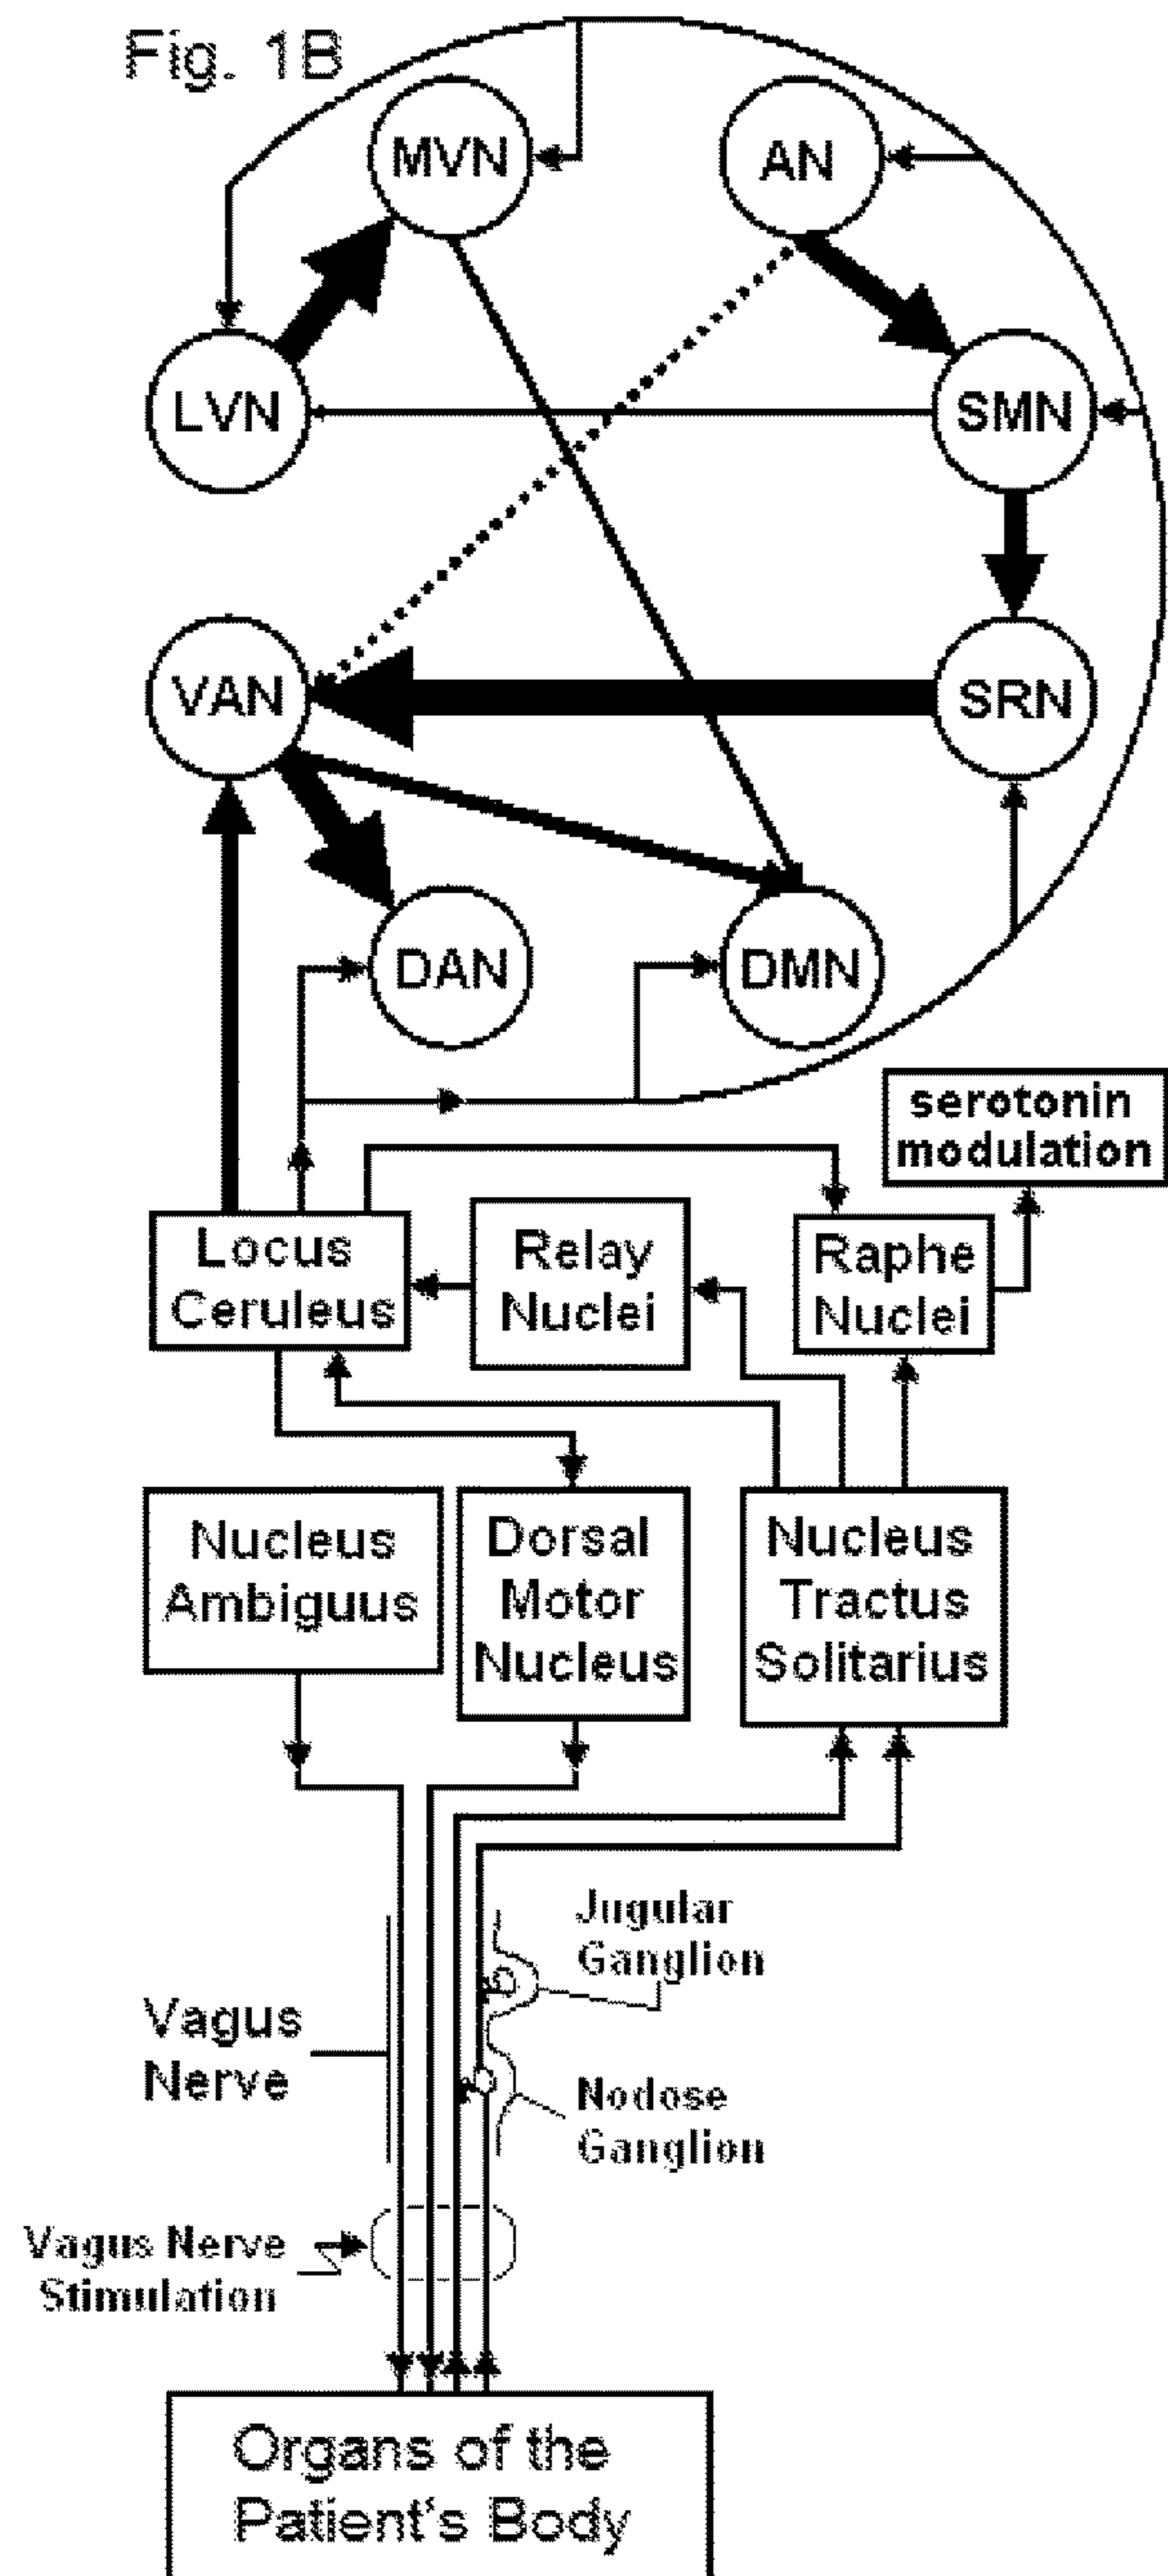 Fig. 1B
MVN
AN
LVN
SMN
VAN
SRN
DAN
DMN
serotonin
modulation
Locus
Ceruleus
Relay
Nuclei
Raphe
Nuclei
Nucleus
Ambiguus
Dorsal
Motor
Nucleus
Nucleus
Tractus
Solitarius
Jugular
Ganglion
Vagus
Nerve
Nodose
Ganglion
Vagus Nerve
Stimulation
Organs of the
Patient's Body